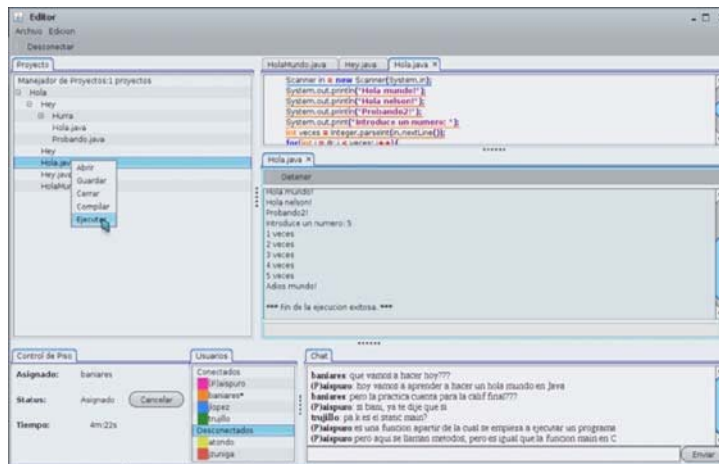 Editor
Archivo Edicion
Desconectar
Proyecto
Manejador de Proyectos:1 proyectos
Hola
Hey
Hurra
Hola.java
Probando.java
Hey
Hola.java
Hey.java
HolaMun
Abrir
Guardar
Cerrar
Compilar
Ejecutar
HolaMundo.java Hey.java Hola.java
Scanner in = new Scanner(System.in);
System.out.println("Hola mundo!");
System.out.println("Hola nelson!");
System.out.println("Probando2!");
System.out.print("Introduce un numero: ");
int veces = Integer.parseInt(in.nextLine());
for(int i = 0; i < veces; i++){
Hola.java
Detener
Hola mundo!
Hola nelson!
Probando2!
Introduce un numero: 5
1 veces
2 veces
3 veces
4 veces
5 veces
Adios mundo!
*** Fin de la ejecucion exitosa. ***
Control de Piso
Asignado: baniares
Status: Asignado Cancelar
Tiempo: 4m:22s
Usuarios
Conectados
(P)aispuro
baniares*
jlopez
trujillo
Desconectados
atondo
zuniga
Chat
baniares: que vamos a hacer hoy???
(P)aispuro: hoy vamos a aprender a hacer un hola mundo en Java
baniares: pero la practica cuenta para la calif final???
(P)aispuro: si bani, ya te dije que si
trujillo: pa k es el static main?
(P)aispuro: es una funcion apartir de la cual se empieza a ejecutar un programa
(P)aispuro: pero aqui se llaman metodos, pero es igual que la funcion main en C
Enviar